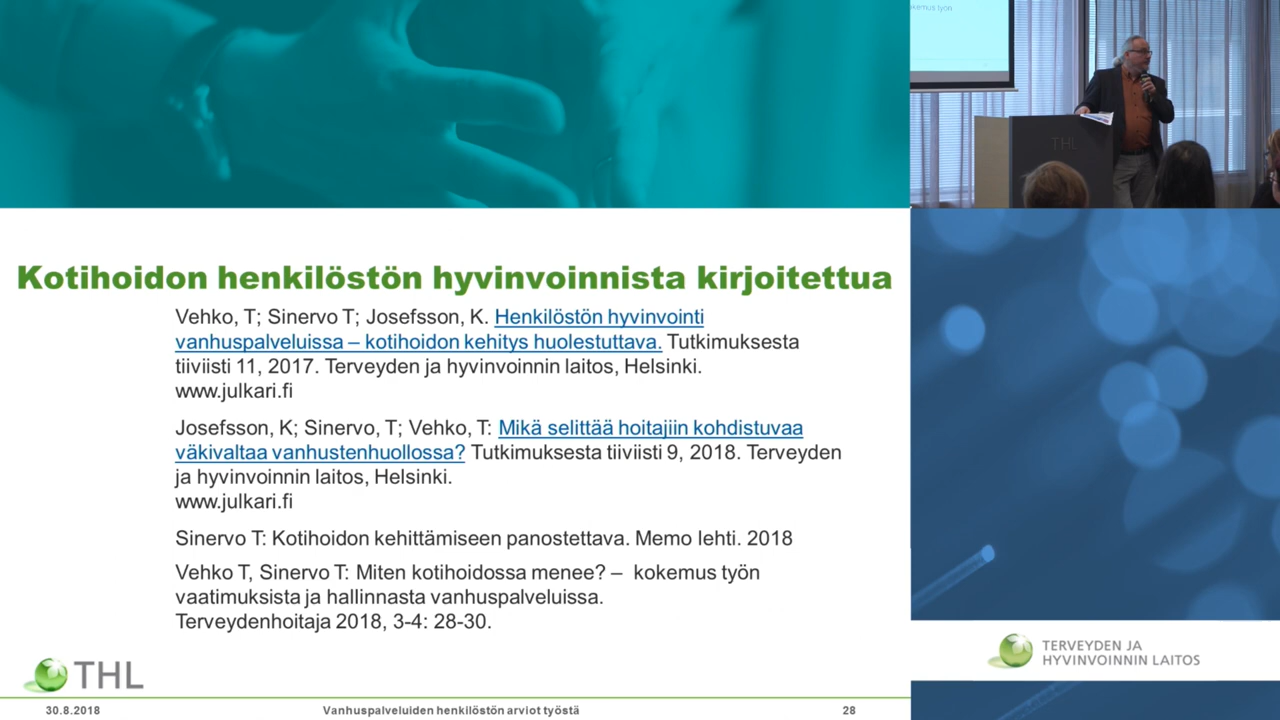 kemus työn
THL
Kotihoidon henkilöstön hyvinvoinnista kirjoitettua
Vehko, T; Sinervo T; Josefsson, K. Henkilöstön hyvinvointi
vanhuspalveluissa – kotihoidon kehitys huolestuttava. Tutkimuksesta
tiiviisti 11, 2017. Terveyden ja hyvinvoinnin laitos, Helsinki.
www.julkari.fi
Josefsson, K; Sinervo, T; Vehko, T: Mikä selittää hoitajiin kohdistuvaa
väkivaltaa vanhustenhuollossa? Tutkimuksesta tiiviisti 9, 2018. Terveyden
ja hyvinvoinnin laitos, Helsinki.
www.julkari.fi
Sinervo T: Kotihoidon kehittämiseen panostettava. Memo lehti. 2018
Vehko T, Sinervo T: Miten kotihoidossa menee? – kokemus työn
vaatimuksista ja hallinnasta vanhuspalveluissa.
Terveydenhoitaja 2018, 3-4: 28-30.
THL
30.8.2018
Vanhuspalveluiden henkilöstön arviot työstä
28
TERVEYDEN JA
HYVINVOINNIN LAITOS